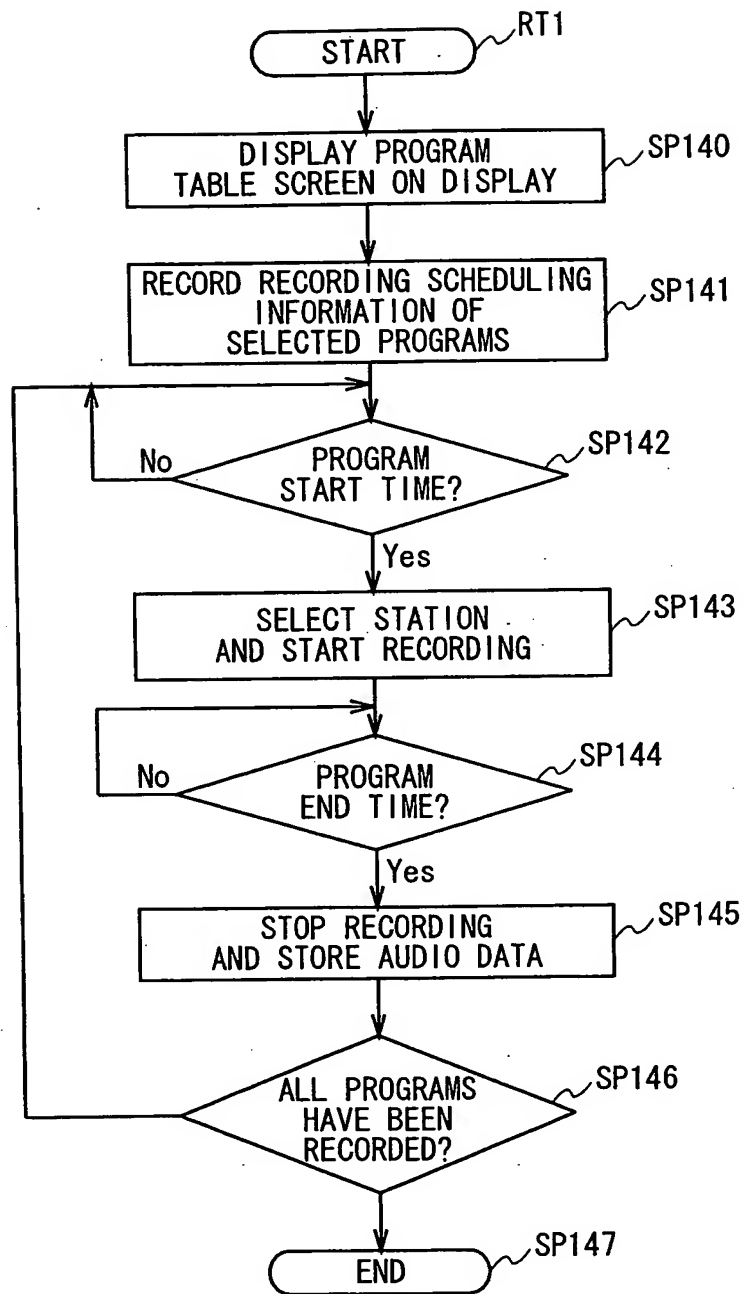 START
RT1
DISPLAY PROGRAM
TABLE SCREEN ON DISPLAY
SP140
RECORD RECORDING SCHEDULING
INFORMATION OF
SELECTED PROGRAMS
SP141
PROGRAM
START TIME?
SP142
No
Yes
SELECT STATION
AND START RECORDING
SP143
PROGRAM
END TIME?
SP144
No
Yes
STOP RECORDING
AND STORE AUDIO DATA
SP145
ALL PROGRAMS
HAVE BEEN
RECORDED?
SP146
END
SP147